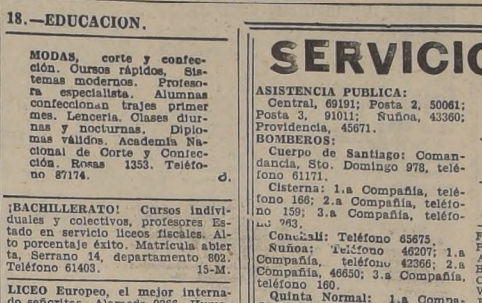 18.—EDUCACION.
MODAS, corte y confec-
ción. Cursos rápidos, Sis-
temas modernos. Profeso-
ra especialista. Alumnas
confeccionan trajes primer
mes. Lencería. Clases diur-
nas y nocturnas. Diplo-
mas válidos. Academia Na-
cional de Corte y Confec-
ción. Rosas 1353. Teléfo-
no 87174. d.
¡BACHILLERATO! Cursos indivi-
duales y colectivos, profesores Es-
tado en servicio liceos fiscales. Al-
to porcentaje éxito. Matrícula abier
ta, Serrano 14, departamento 802.
Teléfono 61403. 15-M.
LICEO Europeo, el mejor interna-
SERVICIO
ASISTENCIA PUBLICA:
Central, 69191; Posta 2, 50061;
Posta 3, 91011; Ñuñoa, 43360;
Providencia, 45671.
BOMBEROS:
Cuerpo de Santiago: Coman-
dancia, Sto. Domingo 978, telé-
fono 61171.
Cisterna: 1.a Compañía, telé-
fono 166; 2.a Compañía, teléfo-
no 159; 3.a Compañía, teléfo-
no 263.
Conchalí: Teléfono 65675.
Ñuñoa: Teléfono 46207; 1.a
Compañía, teléfono 42366; 2.a
Compañía, 46650; 3.a Compañía,
teléfono 160.
Quinta Normal: 1.a Compa-